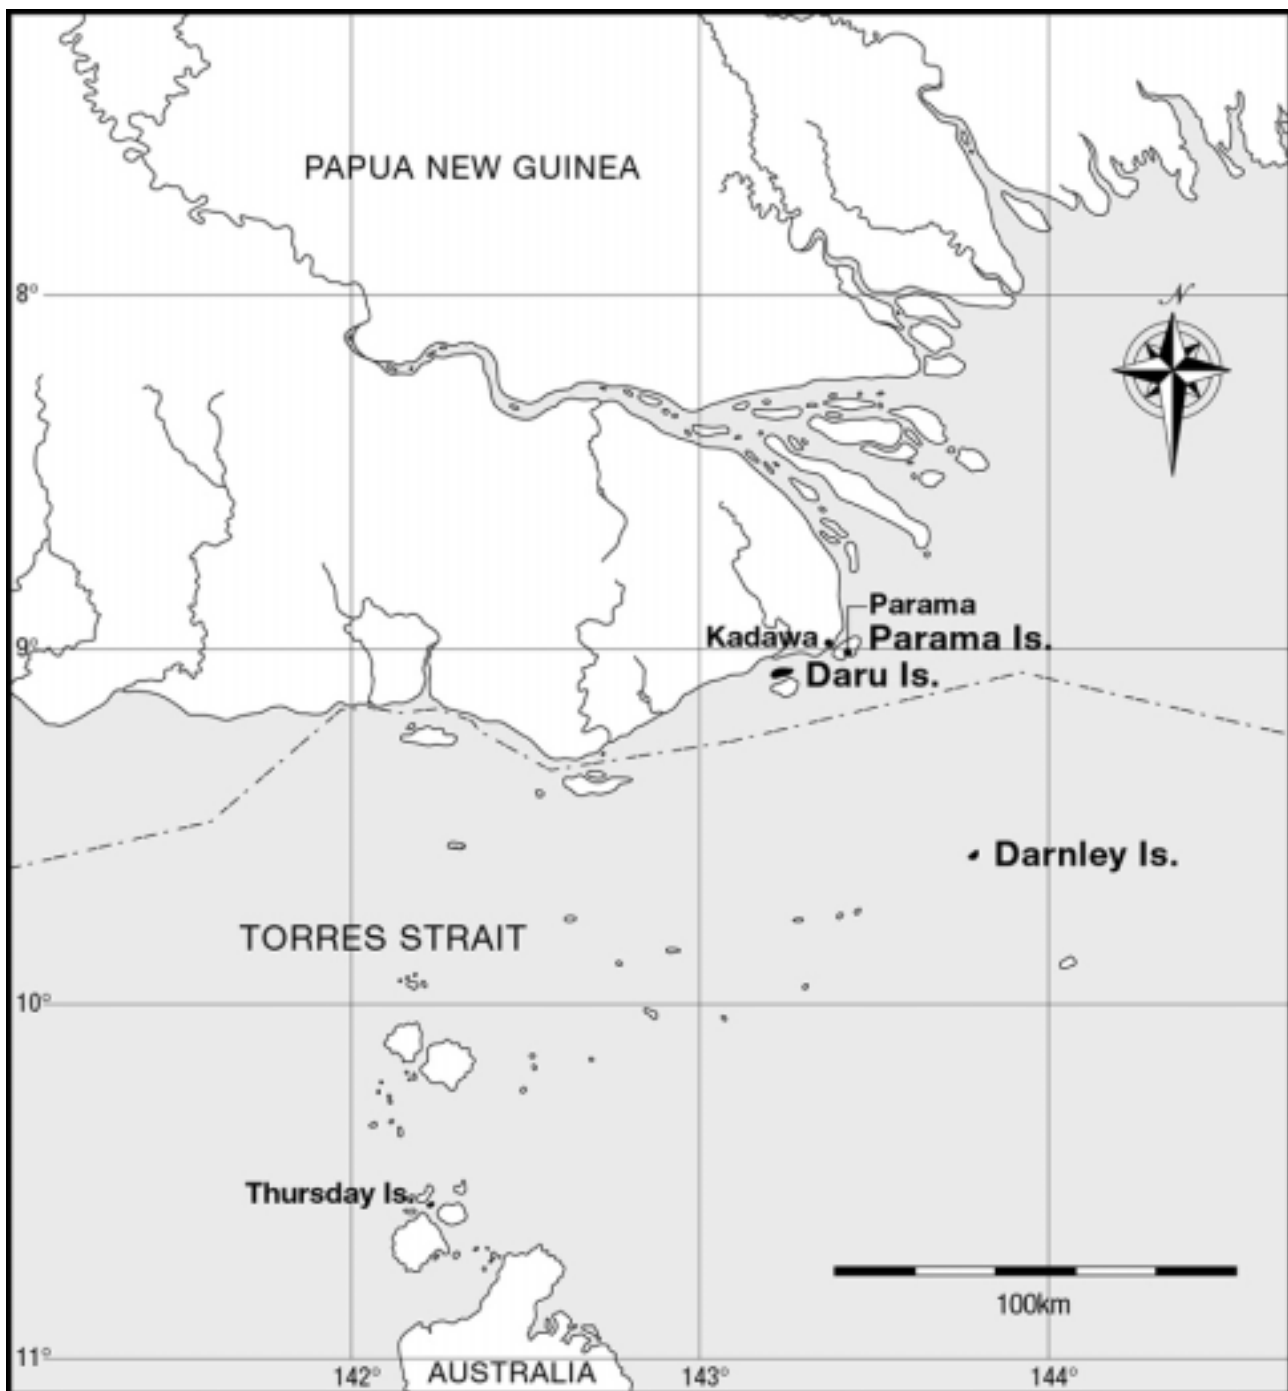 PAPUA NEW GUINEA
8°
N
Parama
Kadawa
Parama Is.
9°
Daru Is.
Darnley Is.
TORRES STRAIT
10°
Thursday Is.
100km
11°
142°
AUSTRALIA
143°
144°